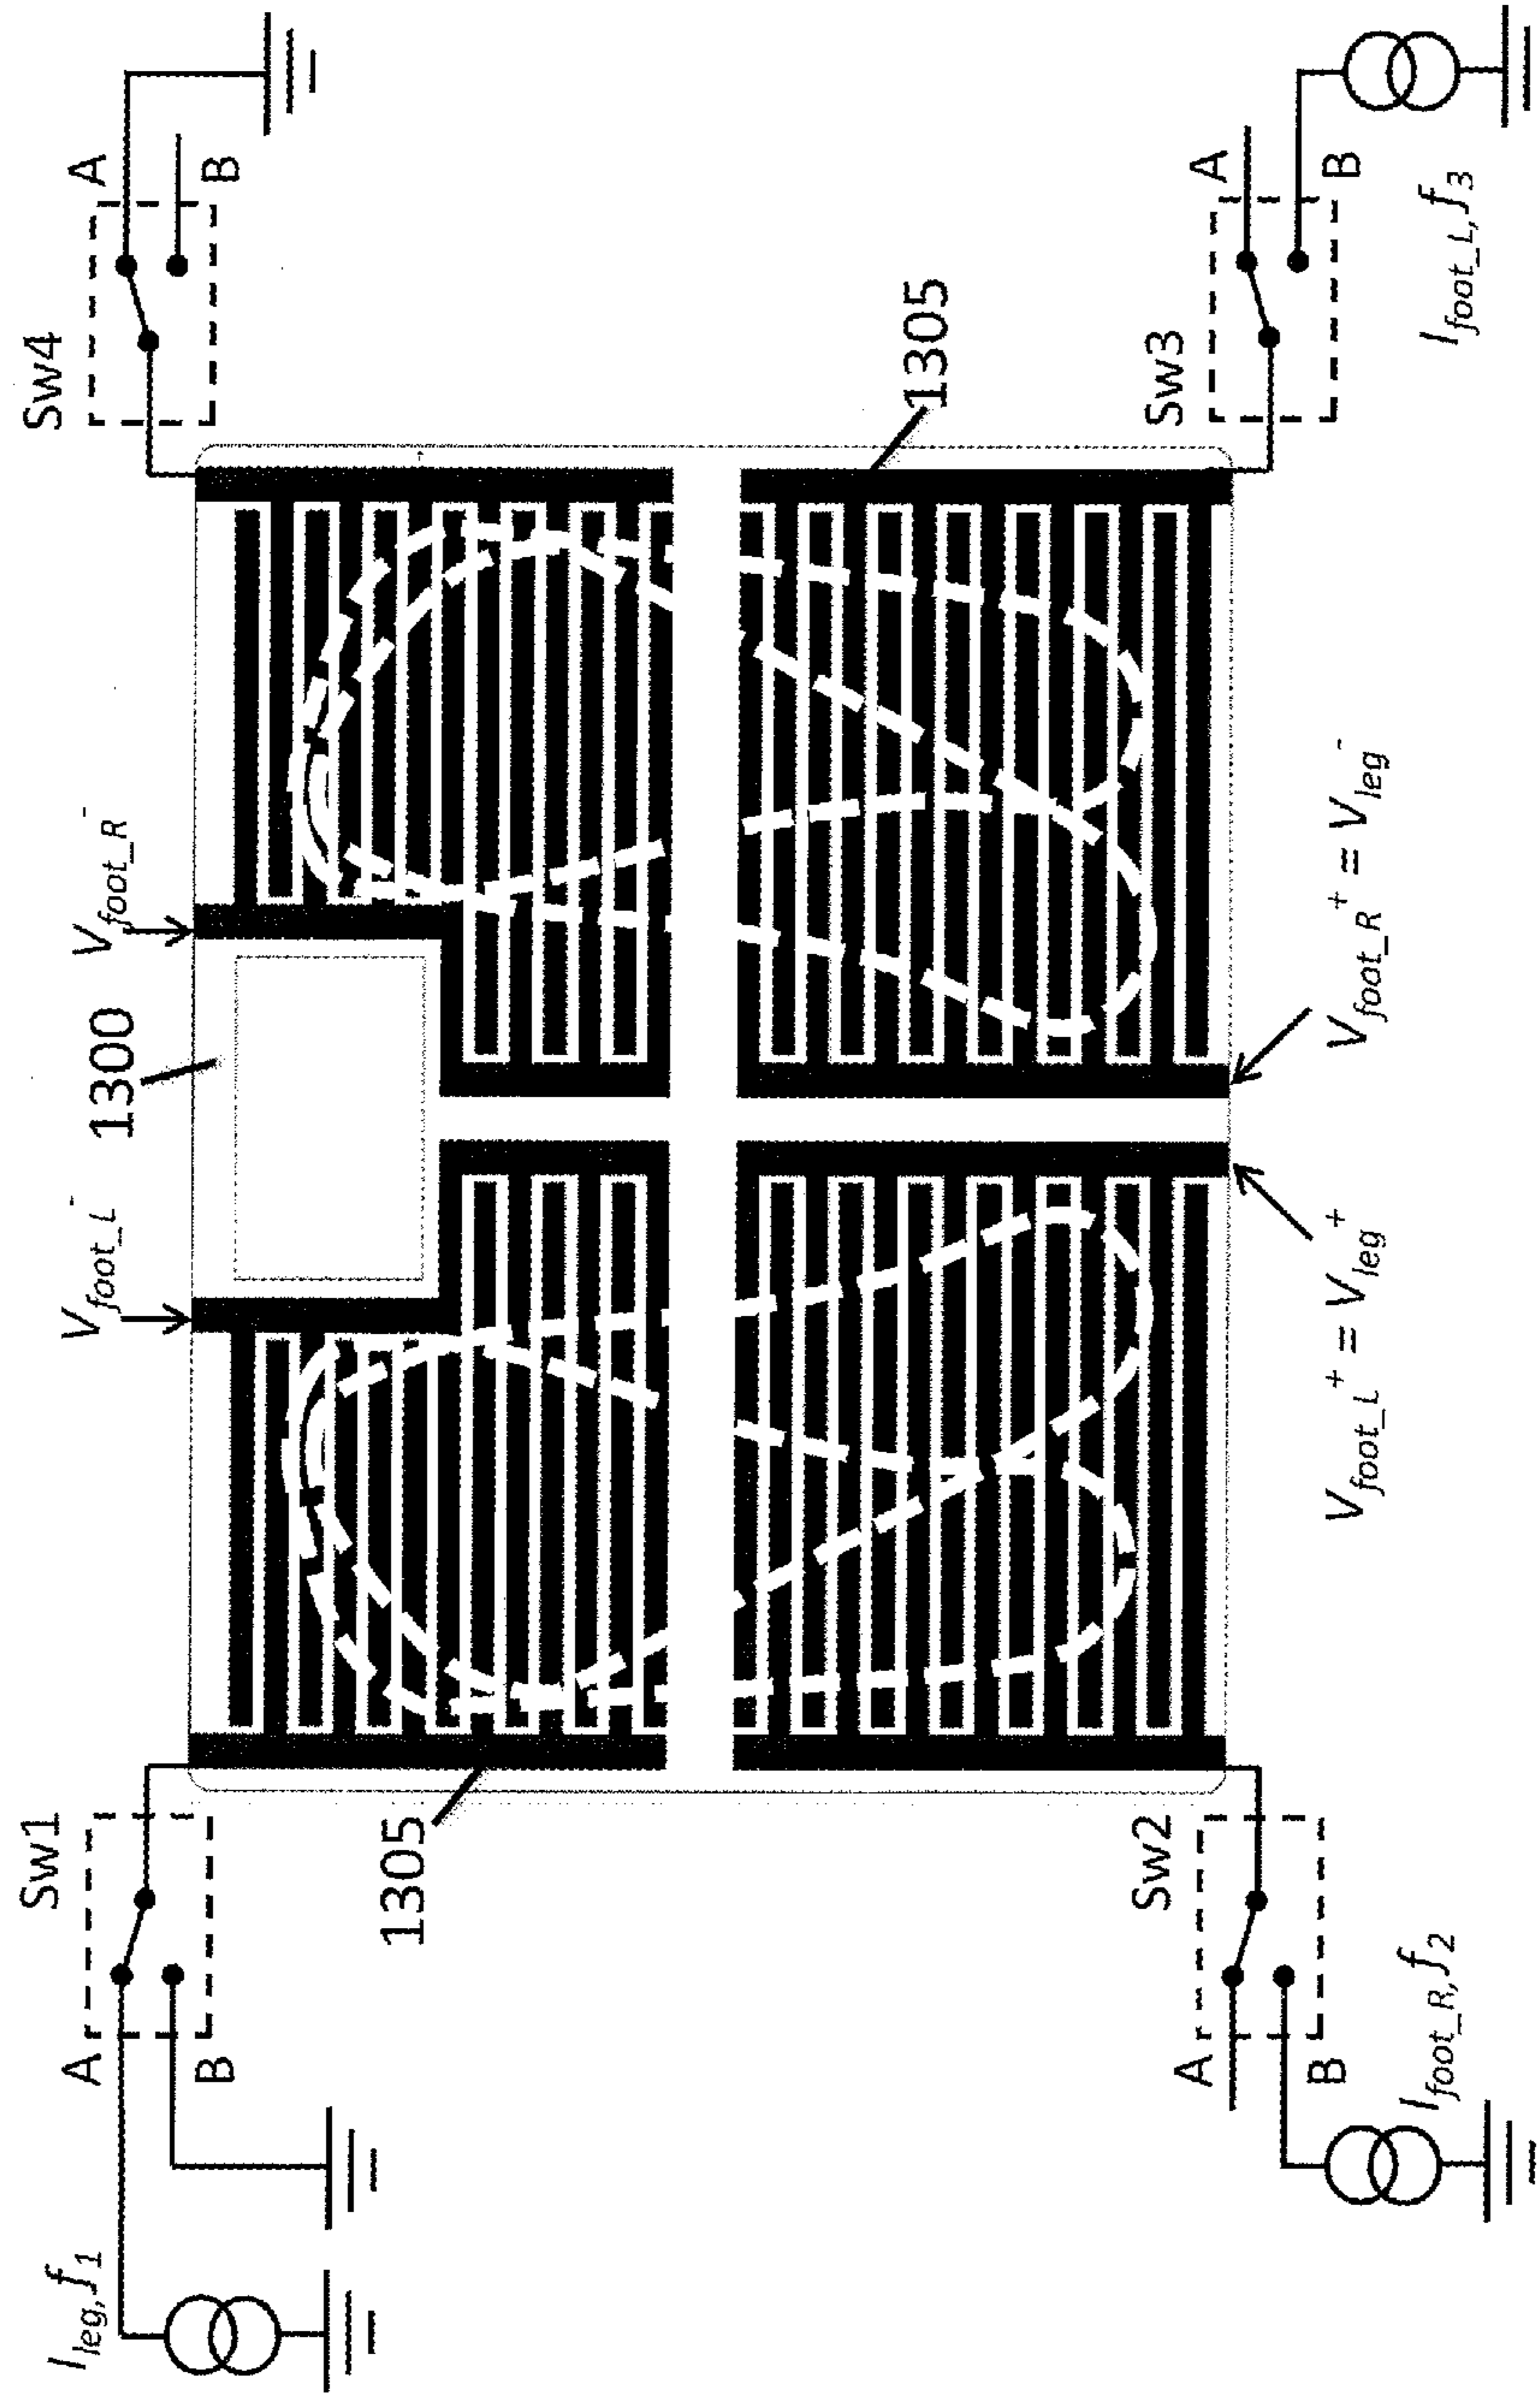 I_leg, f_1
A
B
Sw1
1305
V_foot_L^-
1300
V_foot_R^-
Sw4
A
B
A
B
I_foot_R, f_2
Sw2
V_foot_L^+ = V_leg^+
V_foot_R^+ = V_leg^-
1305
Sw3
A
B
I_foot_L, f_3